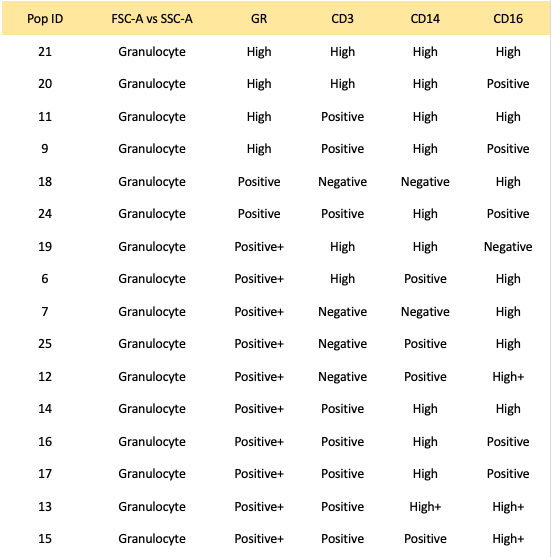 Pop ID FSC-A vs SSC-A GR CD3 CD14 CD16
21 Granulocyte High High High High
20 Granulocyte High High High Positive
11 Granulocyte High Positive High High
9 Granulocyte High Positive High Positive
18 Granulocyte Positive Negative Negative High
24 Granulocyte Positive Positive High Positive
19 Granulocyte Positive+ High High Negative
6 Granulocyte Positive+ High Positive High
7 Granulocyte Positive+ Negative Negative High
25 Granulocyte Positive+ Negative Positive High
12 Granulocyte Positive+ Negative Positive High+
14 Granulocyte Positive+ Positive High High
16 Granulocyte Positive+ Positive High Positive
17 Granulocyte Positive+ Positive High Positive
13 Granulocyte Positive+ Positive High+ High+
15 Granulocyte Positive+ Positive Positive High+